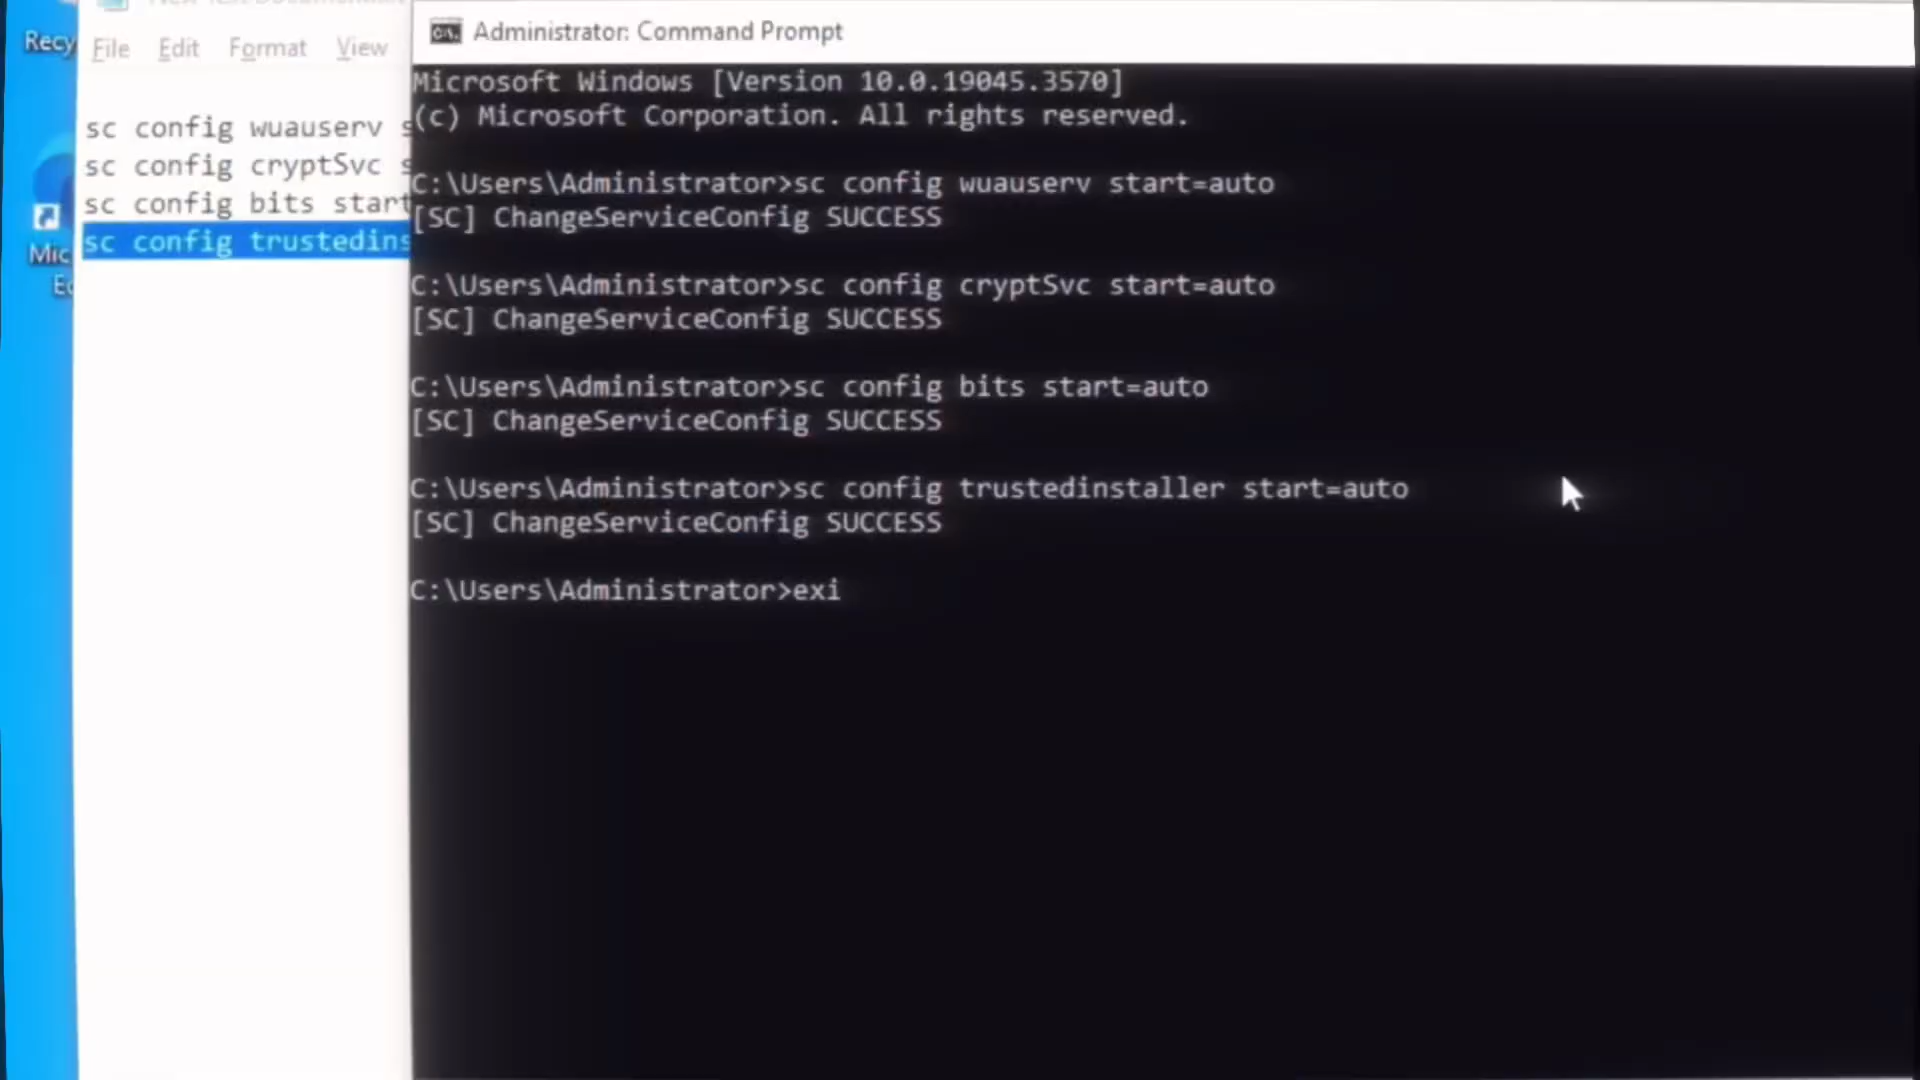 Recy
File Edit Format View
sc config wuauserv s
sc config cryptSvc s
sc config bits start
sc config trustedins
Mic
Ec
Administrator: Command Prompt
Microsoft Windows [Version 10.0.19045.3570]
(c) Microsoft Corporation. All rights reserved.
C:\Users\Administrator>sc config wuauserv start=auto
[SC] ChangeServiceConfig SUCCESS
C:\Users\Administrator>sc config cryptSvc start=auto
[SC] ChangeServiceConfig SUCCESS
C:\Users\Administrator>sc config bits start=auto
[SC] ChangeServiceConfig SUCCESS
C:\Users\Administrator>sc config trustedinstaller start=auto
[SC] ChangeServiceConfig SUCCESS
C:\Users\Administrator>exi